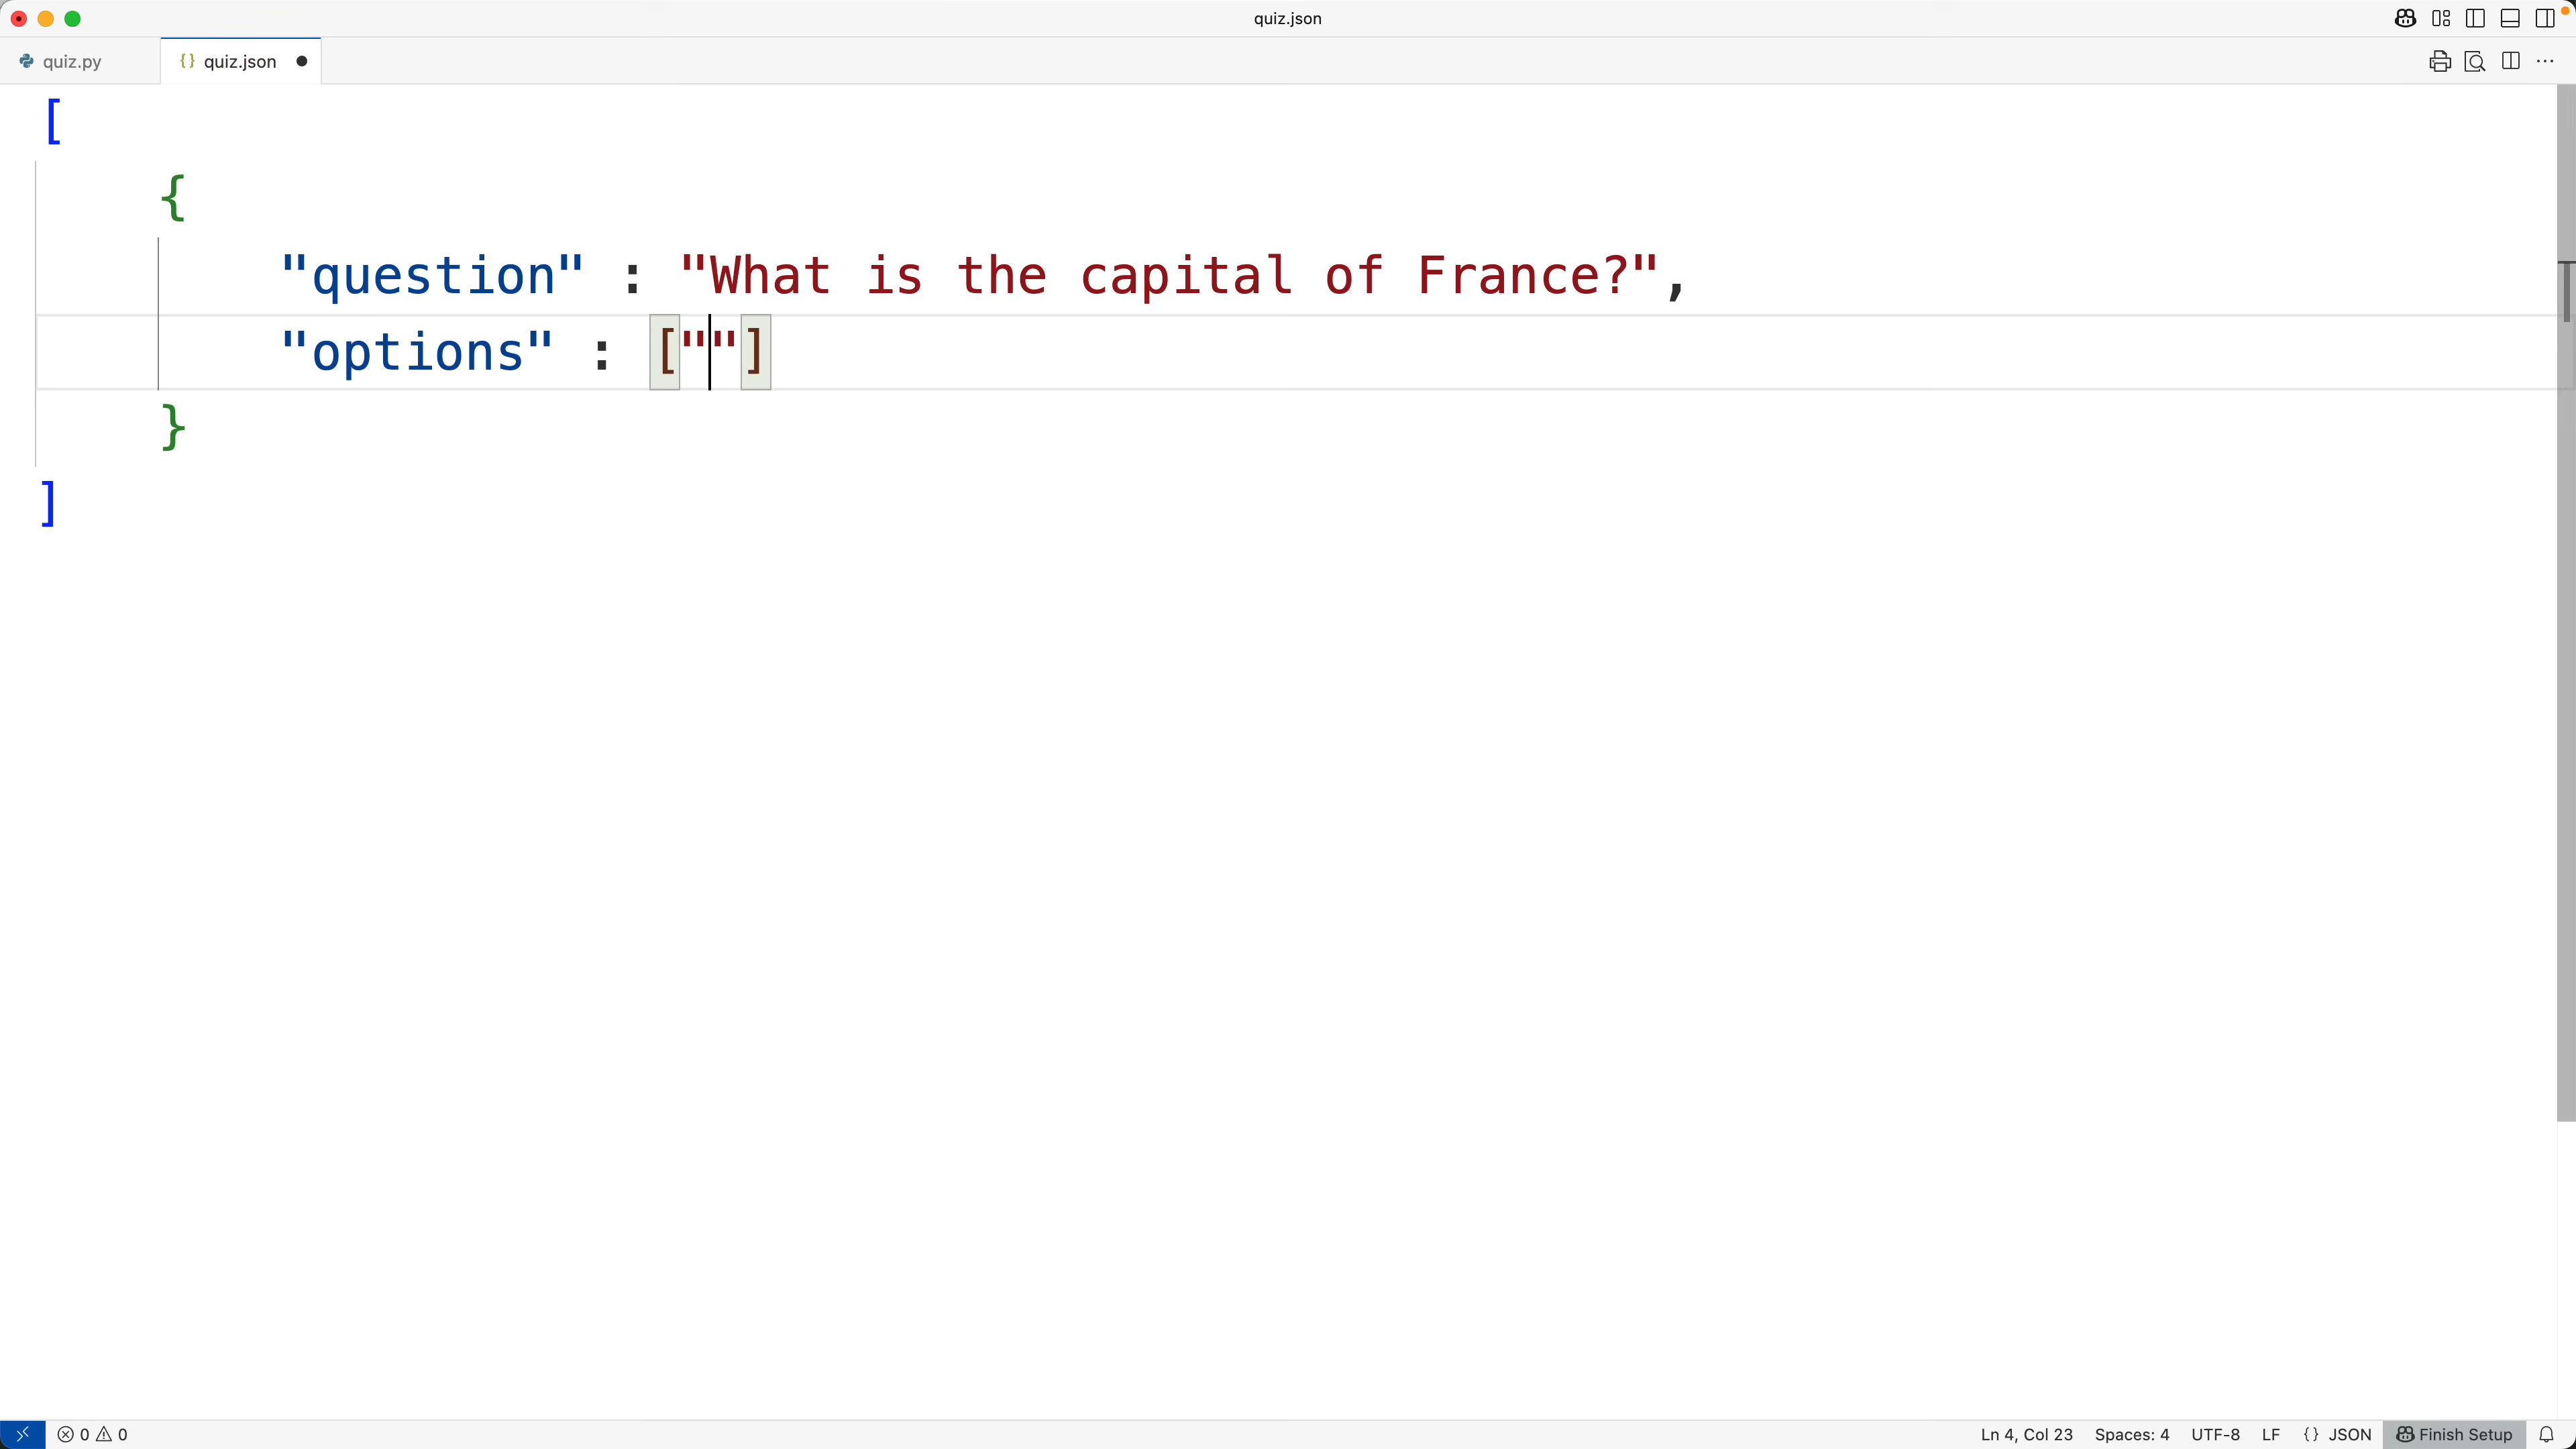 quiz.json
quiz.py
{} quiz.json
[
{
"question" : "What is the capital of France?",
"options" : [""]
}
]
0 0
Ln 4, Col 23 Spaces: 4 UTF-8 LF {} JSON Finish Setup